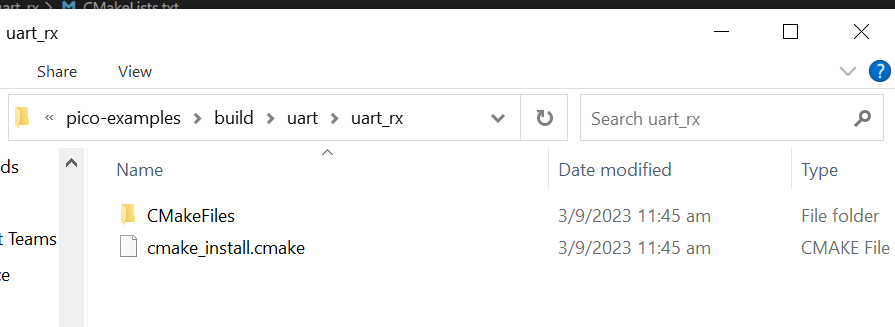 uart_rx > CMakeLists.txt
uart_rx
Share View
« pico-examples > build > uart > uart_rx
Search uart_rx
ds
t Teams
ce
Name Date modified Type
CMakeFiles 3/9/2023 11:45 am File folder
cmake_install.cmake 3/9/2023 11:45 am CMAKE File